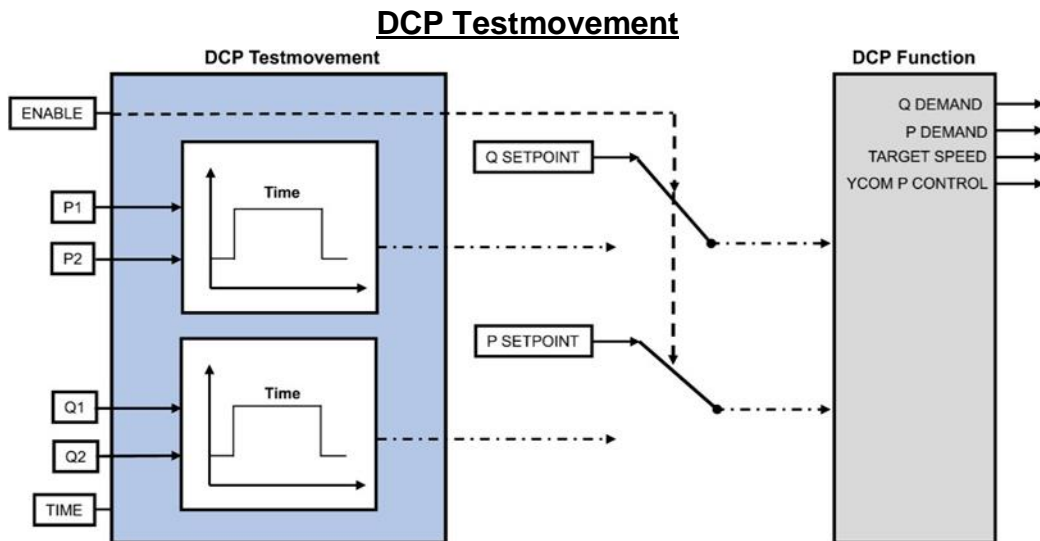 DCP Testmovement
DCP Testmovement
DCP Function
ENABLE
P1
P2
Time
Q1
Q2
TIME
Time
Q SETPOINT
P SETPOINT
Q DEMAND
P DEMAND
TARGET SPEED
YCOM P CONTROL